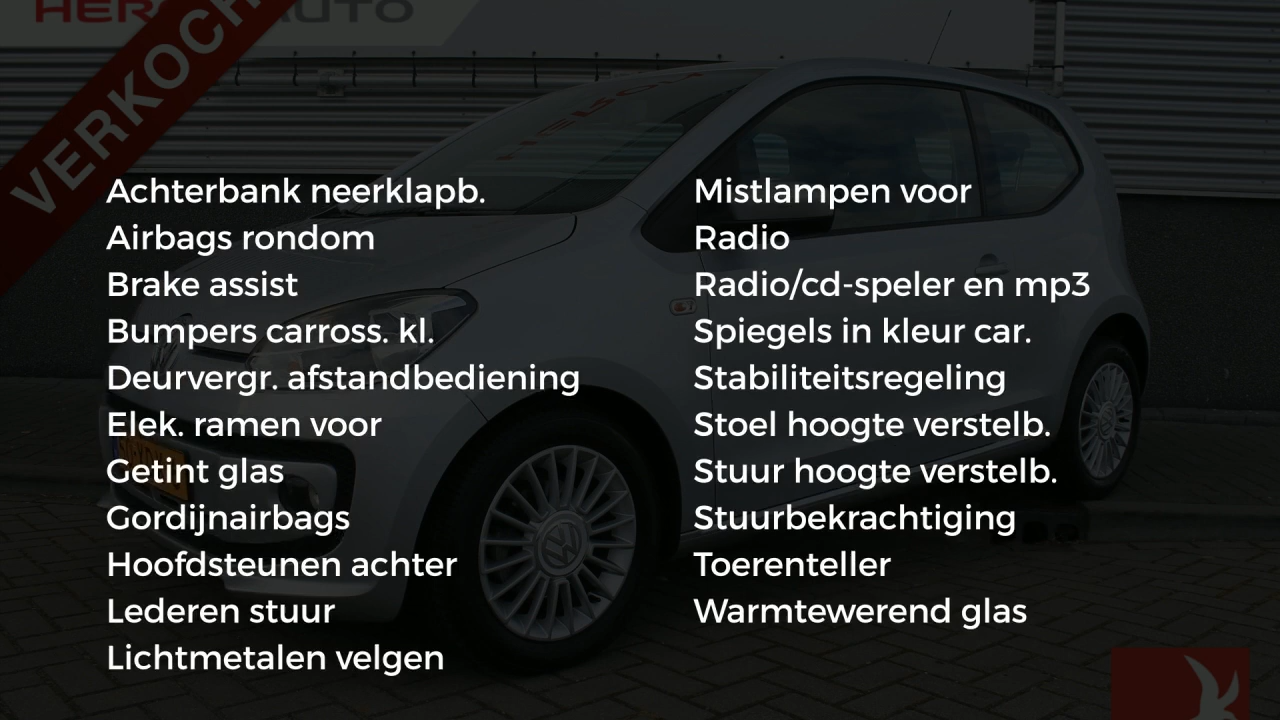 VERKOCH
Achterbank neerklapb.
Airbags rondom
Brake assist
Bumpers carross. kl.
Deurvergr. afstandbediening
Elek. ramen voor
Getint glas
Gordijnairbags
Hoofdsteunen achter
Lederen stuur
Lichtmetalen velgen
Mistlampen voor
Radio
Radio/cd-speler en mp3
Spiegels in kleur car.
Stabiliteitsregeling
Stoel hoogte verstelb.
Stuur hoogte verstelb.
Stuurbekrachtiging
Toerenteller
Warmtewerend glas